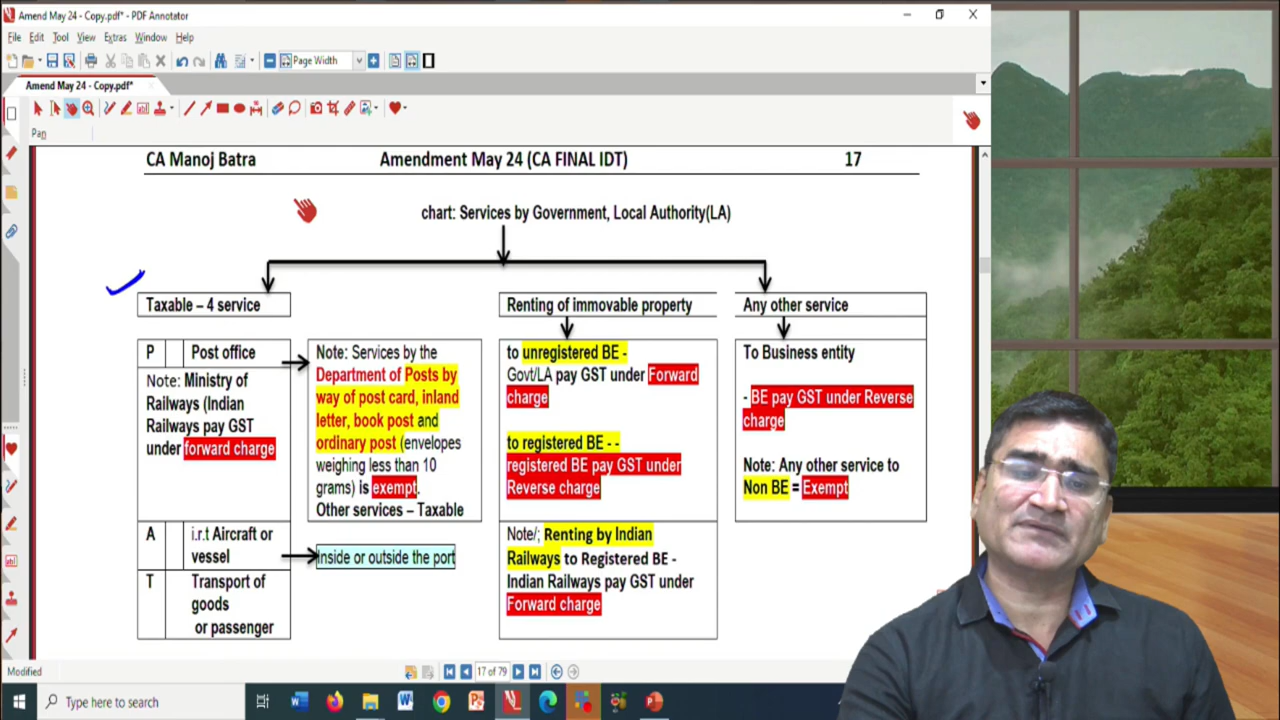 Amend May 24 - Copy.pdf* - PDF Annotator
File Edit Tool View Extras Window Help
Page Width
Amend May 24 - Copy.pdf*
Pan
CA Manoj Batra Amendment May 24 (CA FINAL IDT) 17
chart: Services by Government, Local Authority(LA)
Taxable – 4 service
P Post office
Note: Ministry of
Railways (Indian
Railways pay GST
under forward charge
A i.r.t Aircraft or
vessel
T Transport of
goods
or passenger
Note: Services by the
Department of Posts by
way of post card, inland
letter, book post and
ordinary post (envelopes
weighing less than 10
grams) is exempt.
Other services – Taxable
Inside or outside the port
Renting of immovable property
to unregistered BE -
Govt/LA pay GST under Forward
charge
to registered BE - -
registered BE pay GST under
Reverse charge
Note/; Renting by Indian
Railways to Registered BE -
Indian Railways pay GST under
Forward charge
Any other service
To Business entity
- BE pay GST under Reverse
charge
Note: Any other service to
Non BE = Exempt
Modified
17 of 79
Type here to search